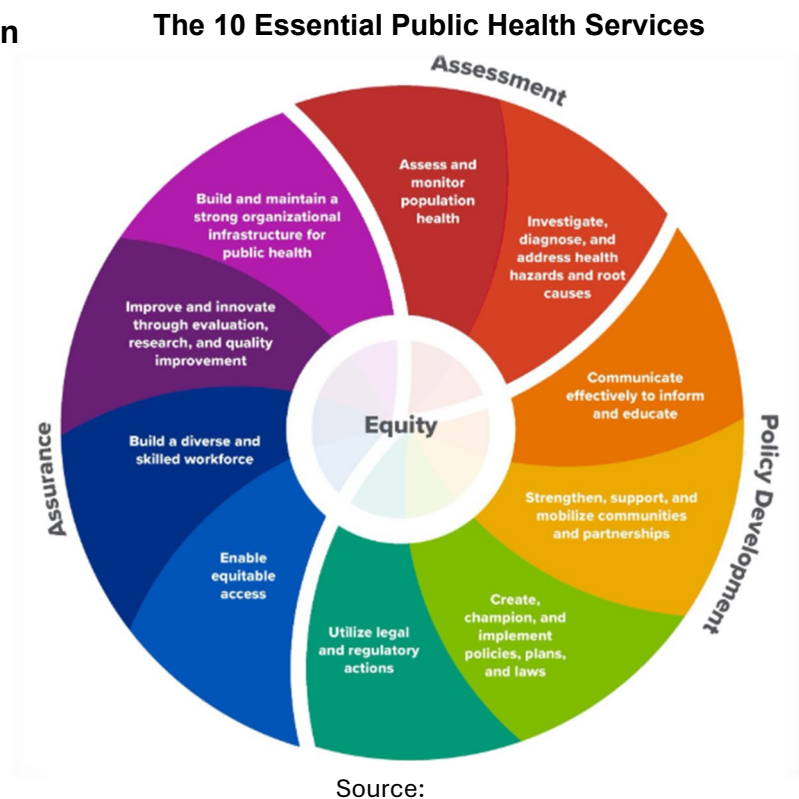 n
The 10 Essential Public Health Services
Assessment
Assess and
monitor
population
health
Investigate,
diagnose, and
address health
hazards and root
causes
Communicate
effectively to inform
and educate
Strengthen, support, and
mobilize communities
and partnerships
Policy Development
Create,
champion, and
implement
policies, plans,
and laws
Utilize legal
and regulatory
actions
Enable
equitable
access
Build a diverse and
skilled workforce
Assurance
Improve and innovate
through evaluation,
research, and quality
improvement
Build and maintain a
strong organizational
infrastructure for
public health
Equity
Source: